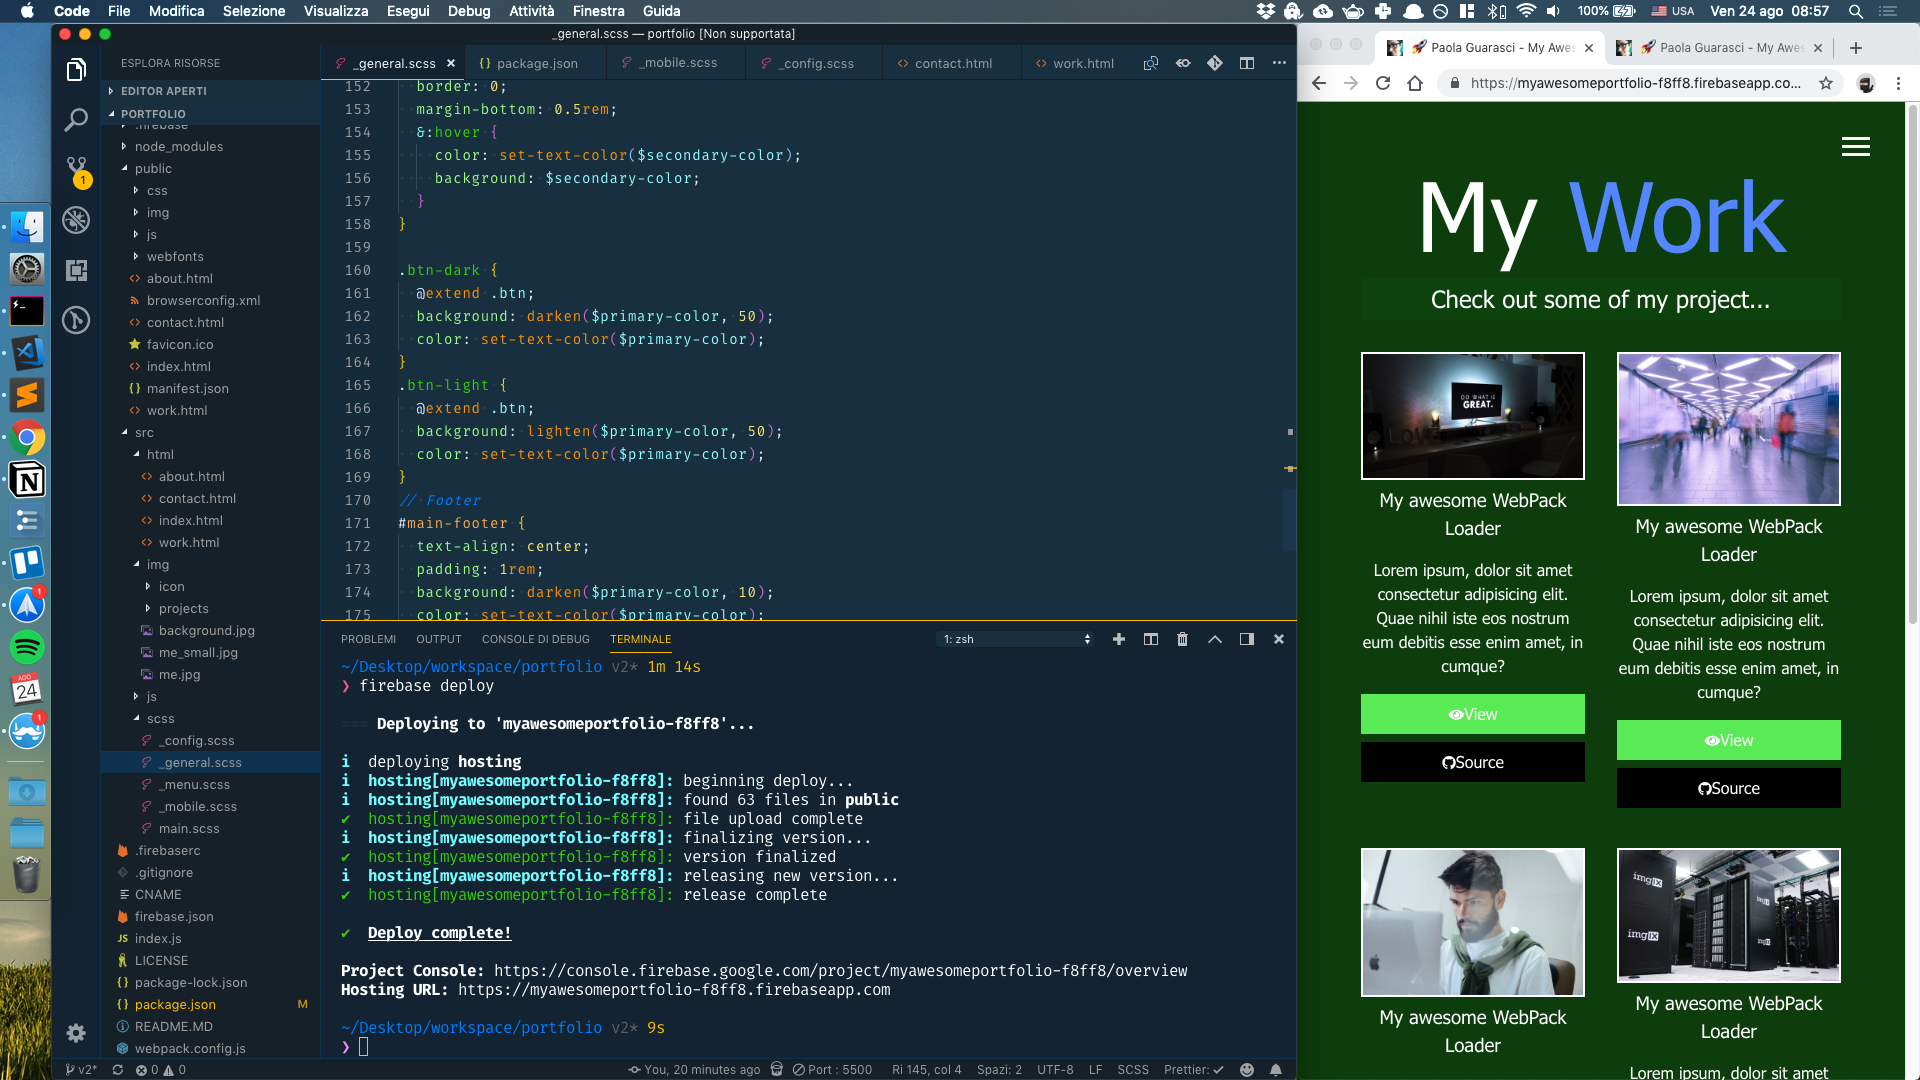 Code File Modifica Selezione Visualizza Esegui Debug Attività Finestra Guida
100% USA Ven 24 ago 08:57
_general.scss — portfolio [Non supportata]
ESPLORA RISORSE
EDITOR APERTI
PORTFOLIO
.firebase
node_modules
public
css
img
js
webfonts
about.html
browserconfig.xml
contact.html
favicon.ico
index.html
manifest.json
work.html
src
html
about.html
contact.html
index.html
work.html
img
icon
projects
background.jpg
me_small.jpg
me.jpg
js
scss
_config.scss
_general.scss
_menu.scss
_mobile.scss
main.scss
.firebaserc
.gitignore
CNAME
firebase.json
index.js
LICENSE
package-lock.json
package.json M
README.MD
webpack.config.js
_general.scss package.json _mobile.scss _config.scss contact.html work.html
152 border: 0;
153 margin-bottom: 0.5rem;
154 &:hover {
155 color: set-text-color($secondary-color);
156 background: $secondary-color;
157 }
158 }
159
160 .btn-dark {
161 @extend .btn;
162 background: darken($primary-color, 50);
163 color: set-text-color($primary-color);
164 }
165 .btn-light {
166 @extend .btn;
167 background: lighten($primary-color, 50);
168 color: set-text-color($primary-color);
169 }
170 // Footer
171 #main-footer {
172 text-align: center;
173 padding: 1rem;
174 background: darken($primary-color, 10);
175 color: set-text-color($primary-color);
PROBLEMI OUTPUT CONSOLE DI DEBUG TERMINALE 1: zsh
~/Desktop/workspace/portfolio v2* 1m 14s
❯ firebase deploy
=== Deploying to 'myawesomeportfolio-f8ff8'...
i deploying hosting
i hosting[myawesomeportfolio-f8ff8]: beginning deploy...
i hosting[myawesomeportfolio-f8ff8]: found 63 files in public
✔ hosting[myawesomeportfolio-f8ff8]: file upload complete
i hosting[myawesomeportfolio-f8ff8]: finalizing version...
✔ hosting[myawesomeportfolio-f8ff8]: version finalized
i hosting[myawesomeportfolio-f8ff8]: releasing new version...
✔ hosting[myawesomeportfolio-f8ff8]: release complete
✔ Deploy complete!
Project Console: https://console.firebase.google.com/project/myawesomeportfolio-f8ff8/overview
Hosting URL: https://myawesomeportfolio-f8ff8.firebaseapp.com
~/Desktop/workspace/portfolio v2* 9s
❯
v2* 0 0 You, 20 minutes ago Port : 5500 Ri 145, col 4 Spazi: 2 UTF-8 LF SCSS Prettier: ✓
Paola Guarasci - My Awes Paola Guarasci - My Awes
https://myawesomeportfolio-f8ff8.firebaseapp.co...
My Work
Check out some of my project...
DO WHAT IS
GREAT.
My awesome WebPack
Loader
Lorem ipsum, dolor sit amet
consectetur adipisicing elit.
Quae nihil iste eos nostrum
eum debitis esse enim amet, in
cumque?
View
Source
My awesome WebPack
Loader
Lorem ipsum, dolor sit amet
consectetur adipisicing elit.
Quae nihil iste eos nostrum
eum debitis esse enim amet, in
cumque?
View
Source
My awesome WebPack
Loader
imgIX
imgIX
My awesome WebPack
Loader
Lorem ipsum, dolor sit amet
AGO
24
1
1
1